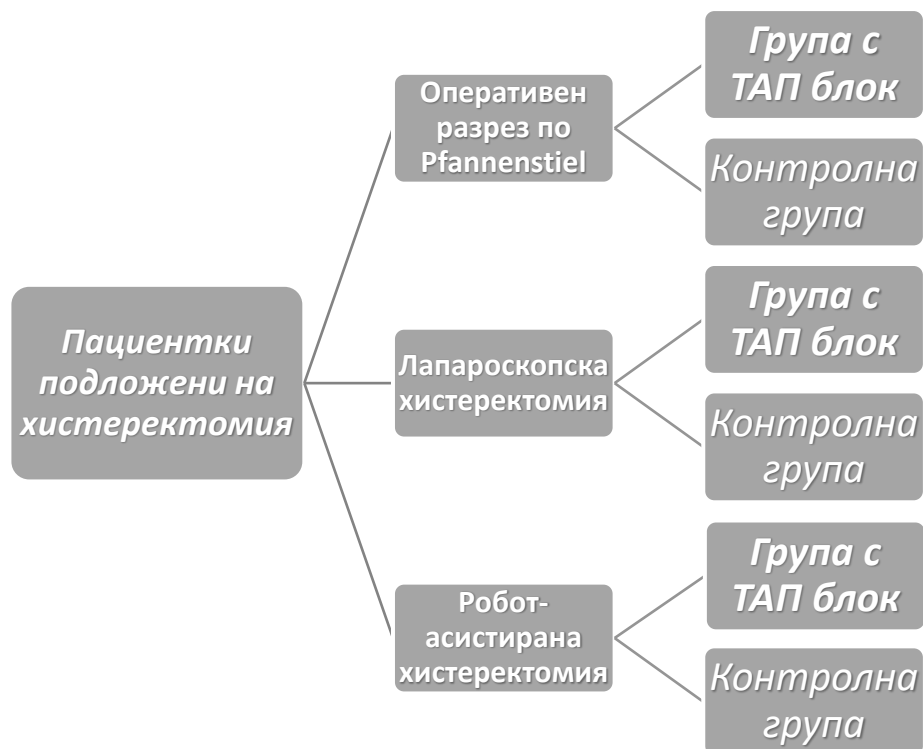 Пациентки
подложени на
хистеректомия
Оперативен
разрез по
Pfannenstiel
Група с
ТАП блок
Контролна
група
Лапароскопска
хистеректомия
Група с
ТАП блок
Контролна
група
Робот-
асистирана
хистеректомия
Група с
ТАП блок
Контролна
група